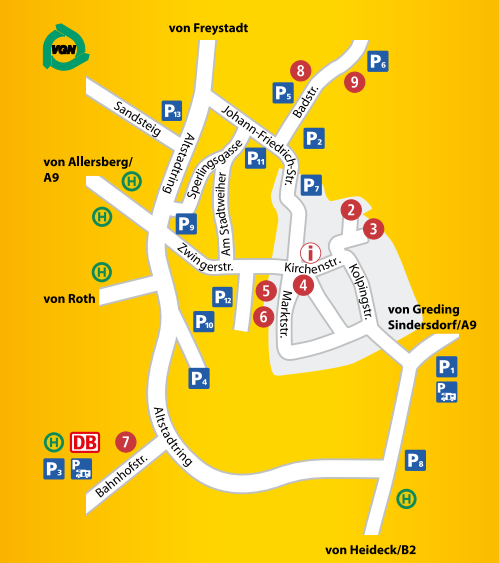 von Freystadt
VGN
8
P6
9
P5
Sandsteig
P13
Badstr.
Johann-Friedrich-Str.
P2
Altstadtring
Sperlingsgasse
P11
von Allersberg/
A9
H
P7
H
2
P9
3
Am Stadtweiher
Zwingerstr.
i
Kirchenstr.
H
Kolpingstr.
von Roth
P12
5
4
Marktstr.
von Greding
Sindersdorf/A9
P10
6
P1
P4
P
Altstadtring
H
DB
7
P3
P
Bahnhofstr.
P8
H
von Heideck/B2